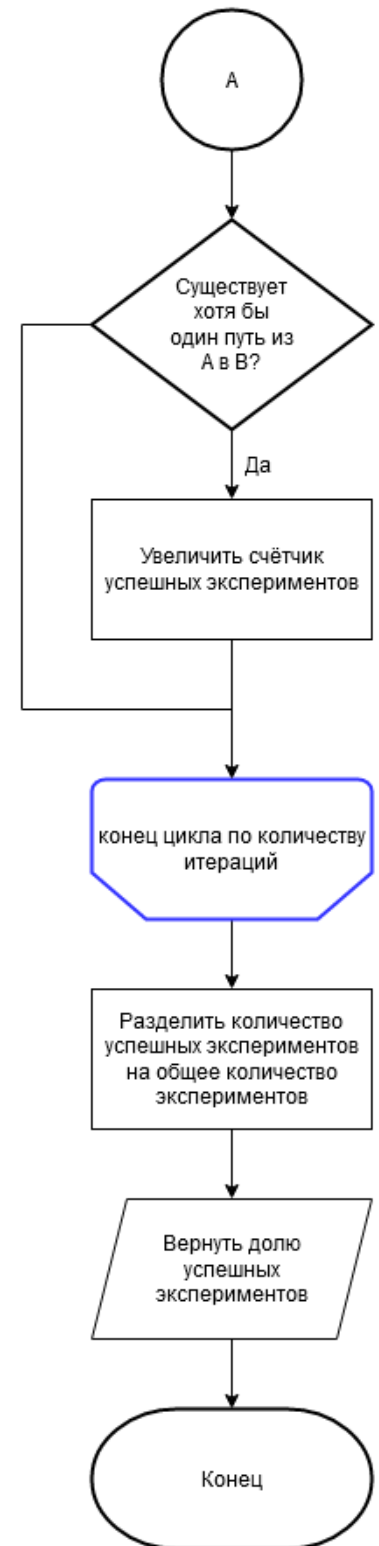 А
Существует
хотя бы
один путь из
А в В?
Да
Увеличить счётчик
успешных экспериментов
конец цикла по количеству
итераций
Разделить количество
успешных экспериментов
на общее количество
экспериментов
Вернуть долю
успешных
экспериментов
Конец